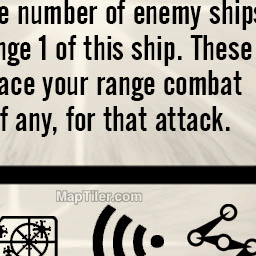 e number of enemy ships
nge 1 of this ship. These
ace your range combat
f any, for that attack.
MapTiler.com